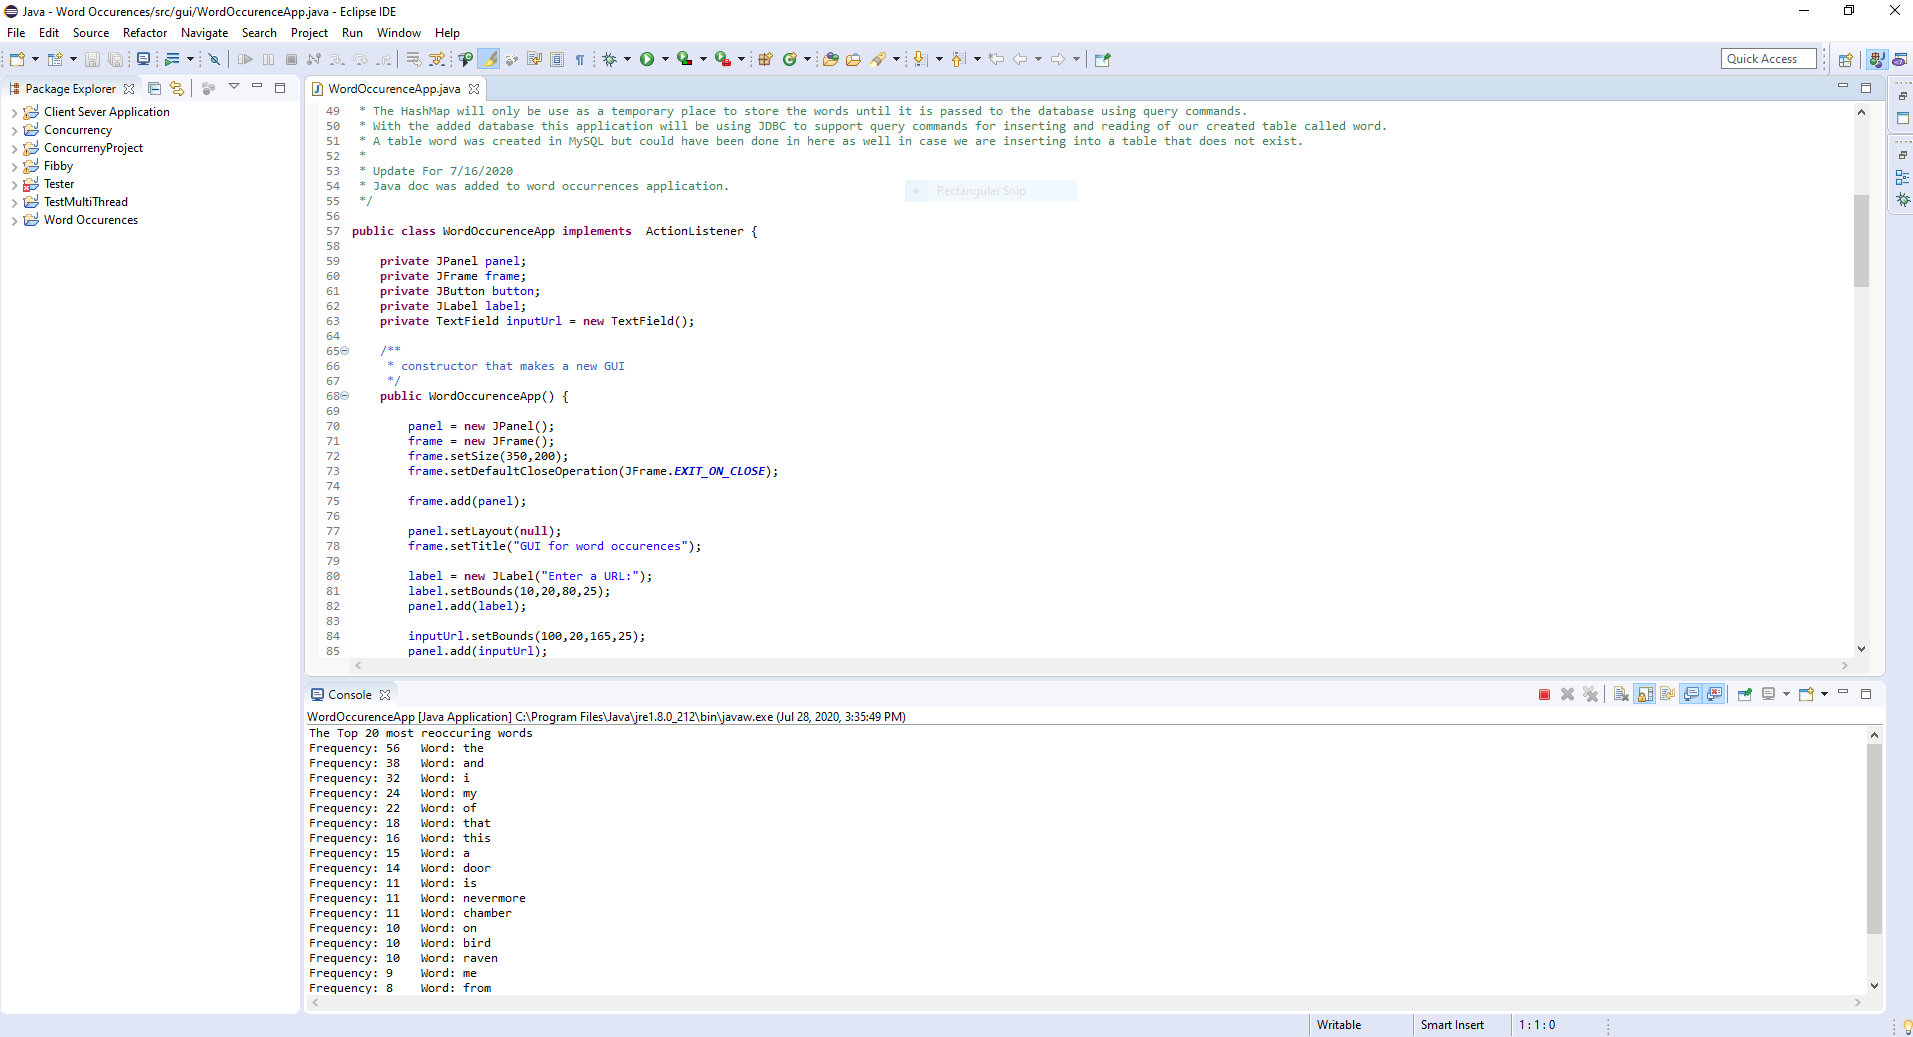 Java - Word Occurences/src/gui/WordOccurenceApp.java - Eclipse IDE
File Edit Source Refactor Navigate Search Project Run Window Help
Quick Access
Package Explorer
Client Sever Application
Concurrency
ConcurrenyProject
Fibby
Tester
TestMultiThread
Word Occurences
WordOccurenceApp.java
49 * The HashMap will only be use as a temporary place to store the words until it is passed to the database using query commands.
50 * With the added database this application will be using JDBC to support query commands for inserting and reading of our created table called word.
51 * A table word was created in MySQL but could have been done in here as well in case we are inserting into a table that does not exist.
52 *
53 * Update For 7/16/2020
54 * Java doc was added to word occurrences application.
55 */
Rectangular Snip
56
57 public class WordOccurenceApp implements  ActionListener {
58
59 private JPanel panel;
60 private JFrame frame;
61 private JButton button;
62 private JLabel label;
63 private TextField inputUrl = new TextField();
64
65 /**
66 * constructor that makes a new GUI
67 */
68 public WordOccurenceApp() {
69
70 panel = new JPanel();
71 frame = new JFrame();
72 frame.setSize(350,200);
73 frame.setDefaultCloseOperation(JFrame.EXIT_ON_CLOSE);
74
75 frame.add(panel);
76
77 panel.setLayout(null);
78 frame.setTitle("GUI for word occurences");
79
80 label = new JLabel("Enter a URL:");
81 label.setBounds(10,20,80,25);
82 panel.add(label);
83
84 inputUrl.setBounds(100,20,165,25);
85 panel.add(inputUrl);
Console
WordOccurenceApp [Java Application] C:\Program Files\Java\jre1.8.0_212\bin\javaw.exe (Jul 28, 2020, 3:35:49 PM)
The Top 20 most reoccuring words
Frequency: 56 Word: the
Frequency: 38 Word: and
Frequency: 32 Word: i
Frequency: 24 Word: my
Frequency: 22 Word: of
Frequency: 18 Word: that
Frequency: 16 Word: this
Frequency: 15 Word: a
Frequency: 14 Word: door
Frequency: 11 Word: is
Frequency: 11 Word: nevermore
Frequency: 11 Word: chamber
Frequency: 10 Word: on
Frequency: 10 Word: bird
Frequency: 10 Word: raven
Frequency: 9 Word: me
Frequency: 8 Word: from
Writable Smart Insert 1 : 1 : 0